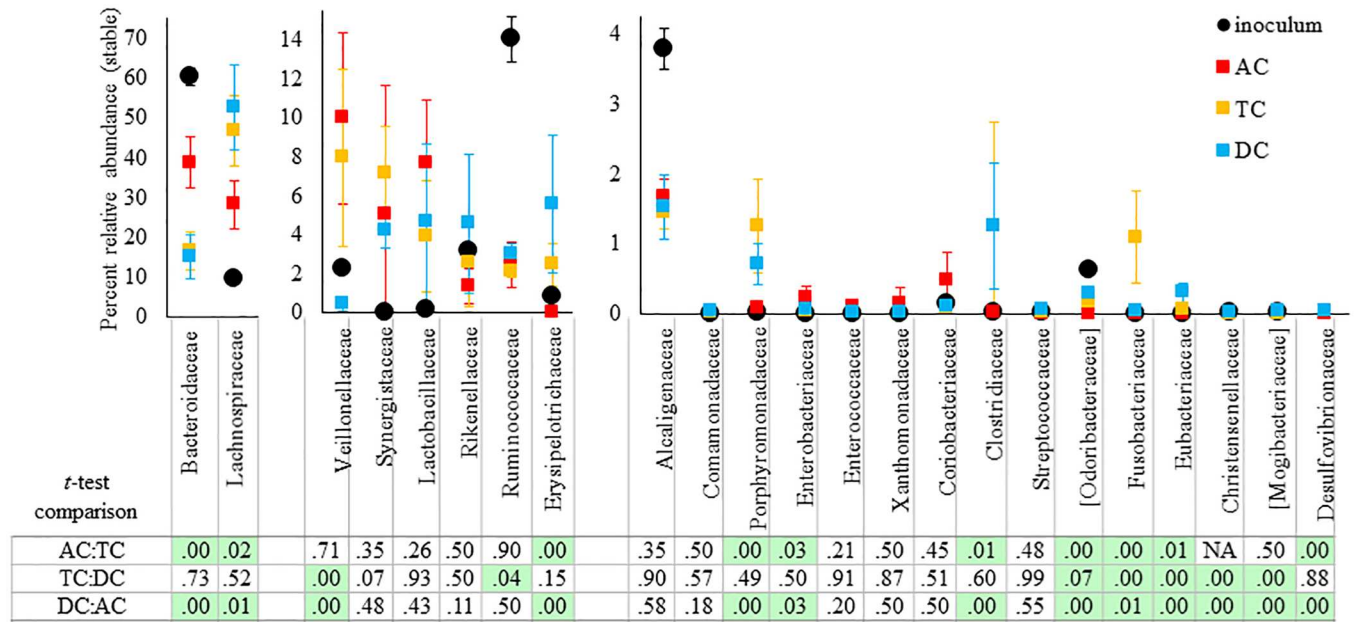 Percent relative abundance (stable)
70
60
50
40
30
20
10
0
14
12
10
8
6
4
2
0
4
3
2
1
0
inoculum
AC
TC
DC
Bacteroidaceae
Lachnospiraceae
Veillonellaceae
Synergistaceae
Lactobacillaceae
Rikenellaceae
Ruminococcaceae
Erysipelotrichaceae
Alcaligenaceae
Comamonadaceae
Porphyromonadaceae
Enterobacteriaceae
Enterococcaceae
Xanthomonadaceae
Coriobacteriaceae
Clostridiaceae
Streptococcaceae
[Odoribacteraceae]
Fusobacteriaceae
Eubacteriaceae
Christensenellaceae
[Mogibacteriaceae]
Desulfovibrionaceae
t-test
comparison
AC:TC .00 .02 .71 .35 .26 .50 .90 .00 .35 .50 .00 .03 .21 .50 .45 .01 .48 .00 .00 .01 NA .50 .00
TC:DC .73 .52 .00 .07 .93 .50 .04 .15 .90 .57 .49 .50 .91 .87 .51 .60 .99 .07 .00 .00 .00 .00 .88
DC:AC .00 .01 .00 .48 .43 .11 .50 .00 .58 .18 .00 .03 .20 .50 .50 .00 .55 .00 .01 .00 .00 .00 .00